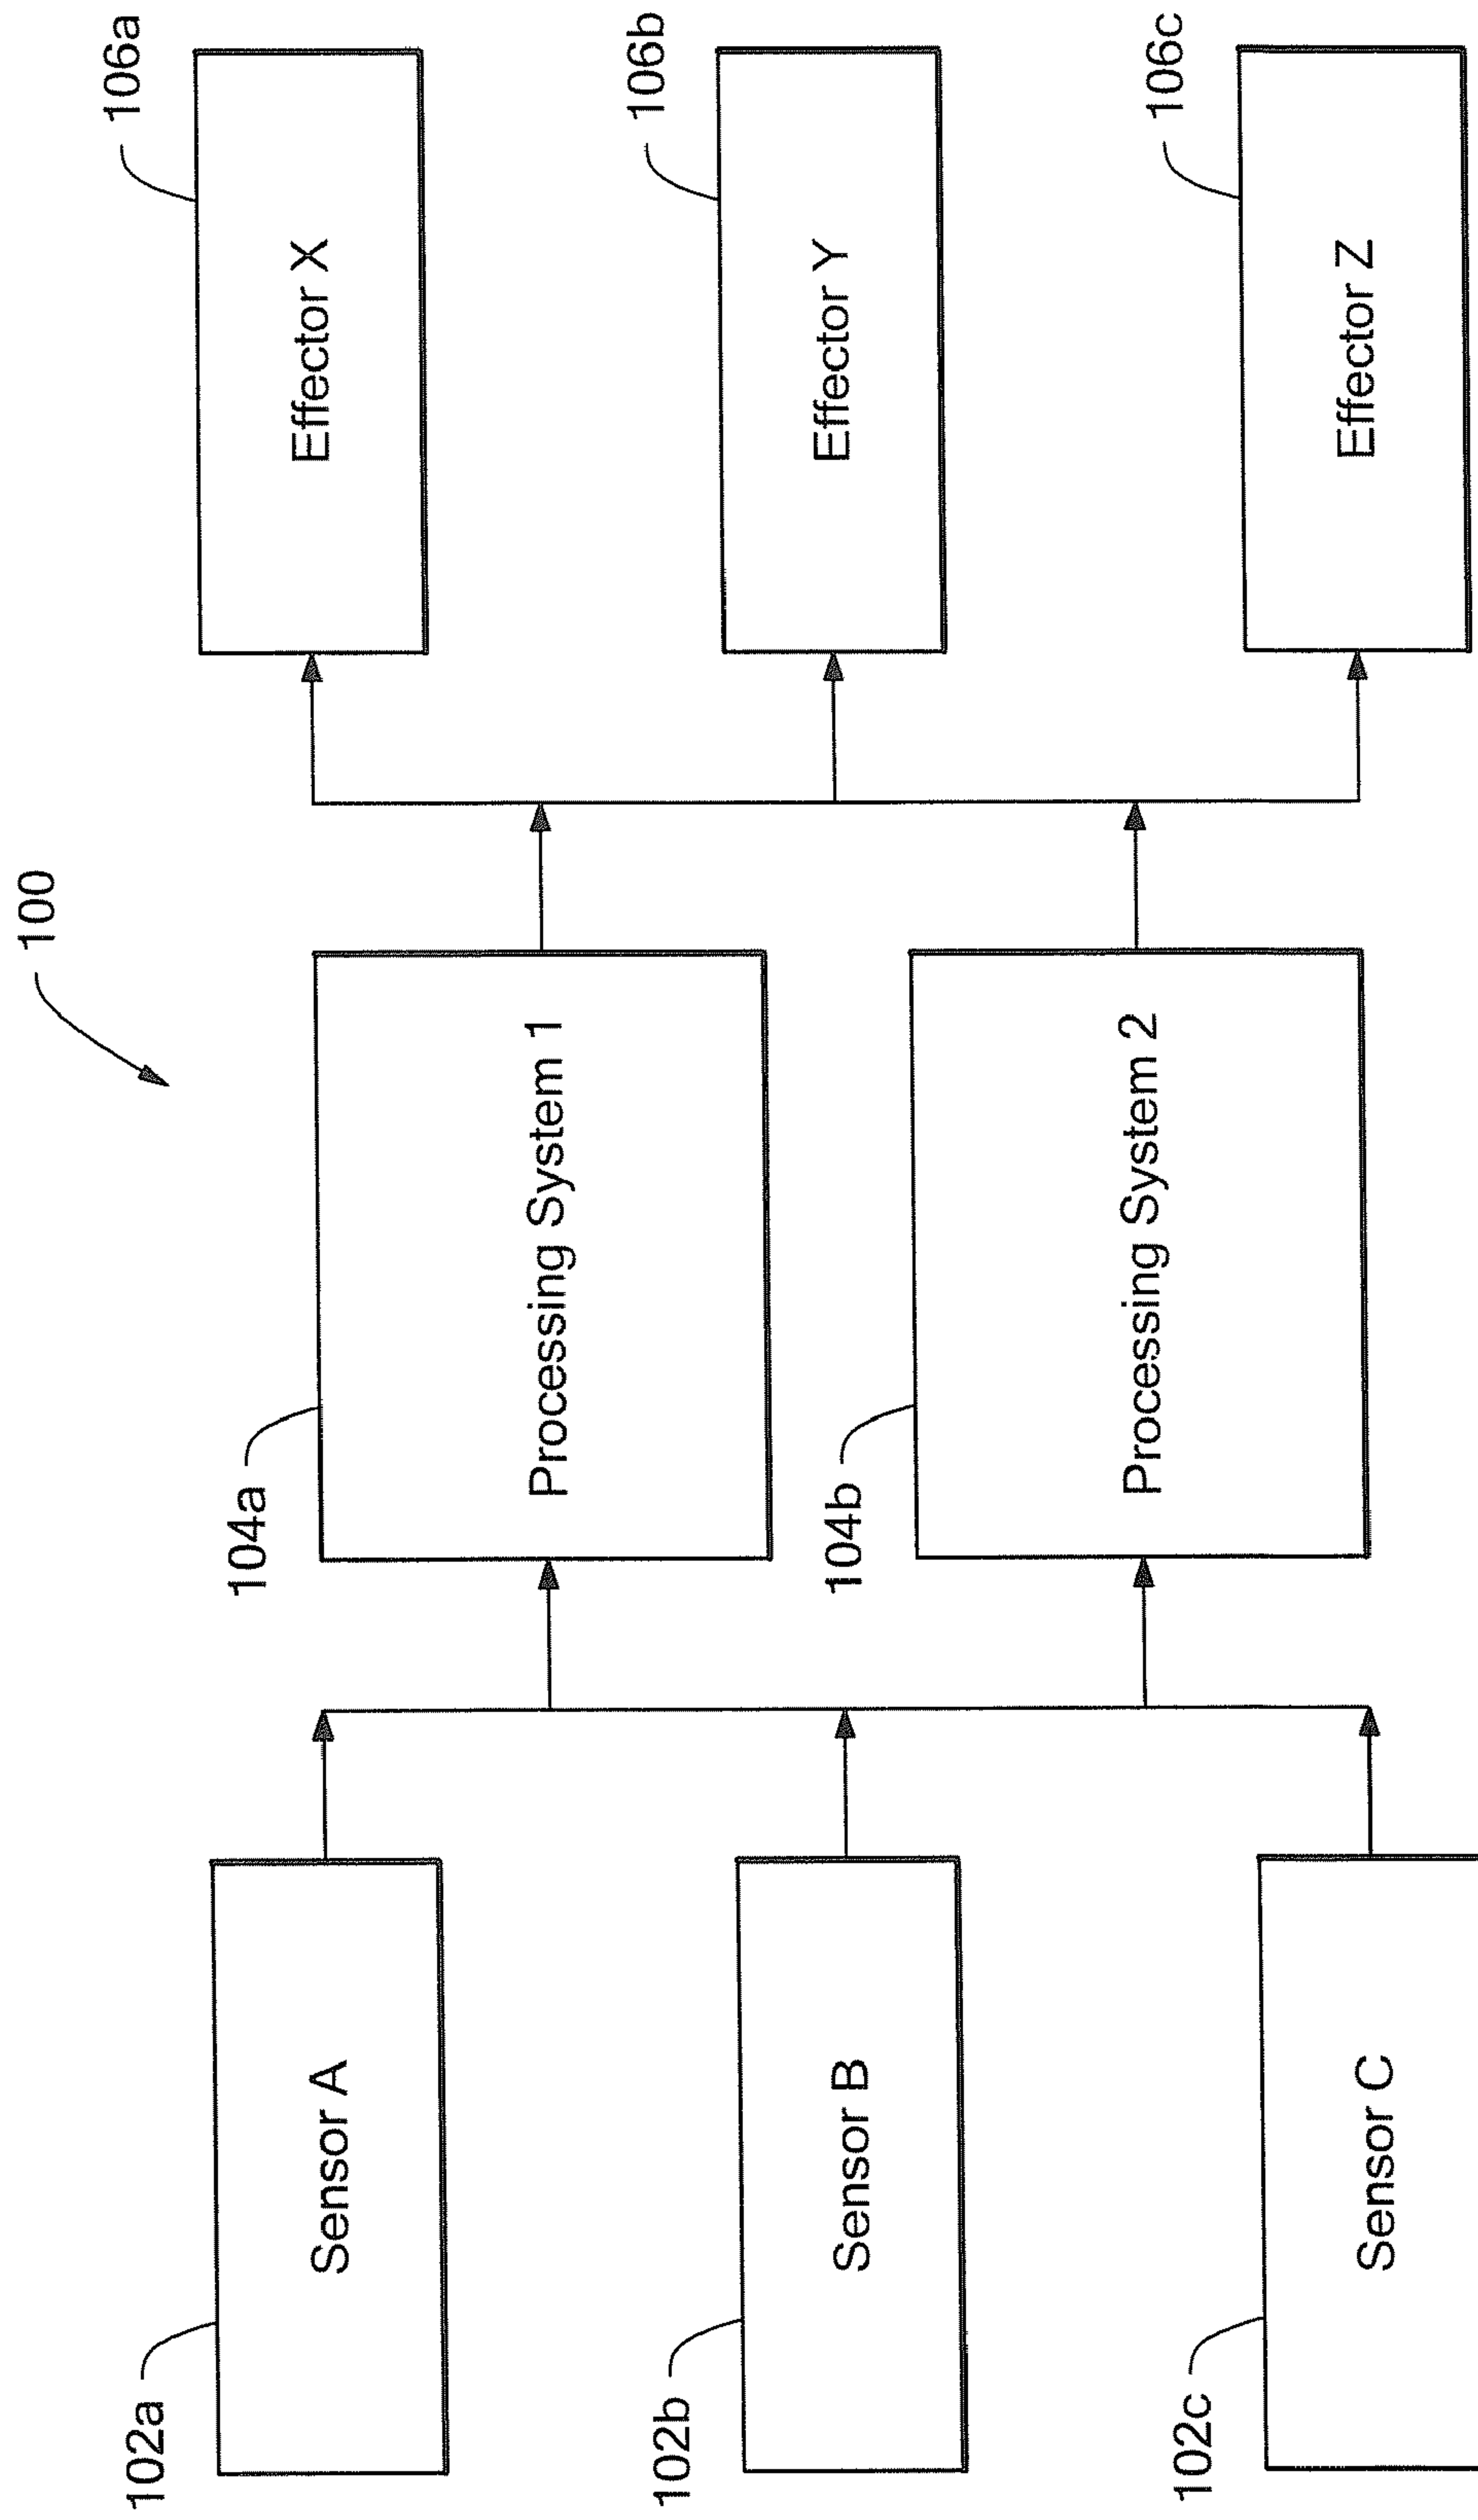 100
102a
Sensor A
102b
Sensor B
102c
Sensor C
104a
Processing System 1
104b
Processing System 2
106a
Effector X
106b
Effector Y
106c
Effector Z